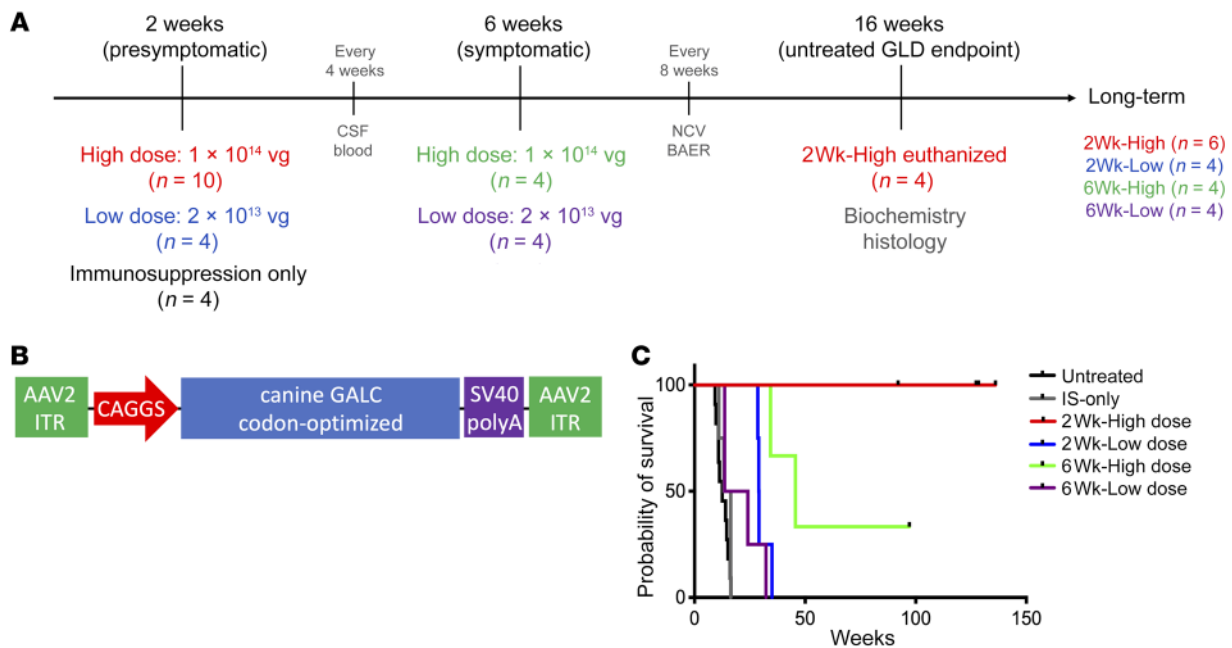 A
2 weeks
(presymptomatic)
Every
4 weeks
6 weeks
(symptomatic)
Every
8 weeks
16 weeks
(untreated GLD endpoint)
Long-term
CSF
blood
NCV
BAER
High dose: 1 × 10¹⁴ vg
(n = 10)
Low dose: 2 × 10¹³ vg
(n = 4)
Immunosuppression only
(n = 4)
High dose: 1 × 10¹⁴ vg
(n = 4)
Low dose: 2 × 10¹³ vg
(n = 4)
2Wk-High euthanized
(n = 4)
Biochemistry
histology
2Wk-High (n = 6)
2Wk-Low (n = 4)
6Wk-High (n = 4)
6Wk-Low (n = 4)
B
AAV2
ITR
CAGGS
canine GALC
codon-optimized
SV40
polyA
AAV2
ITR
C
Probability of survival
100
50
0
0
50
100
150
Weeks
Untreated
IS-only
2Wk-High dose
2Wk-Low dose
6Wk-High dose
6Wk-Low dose